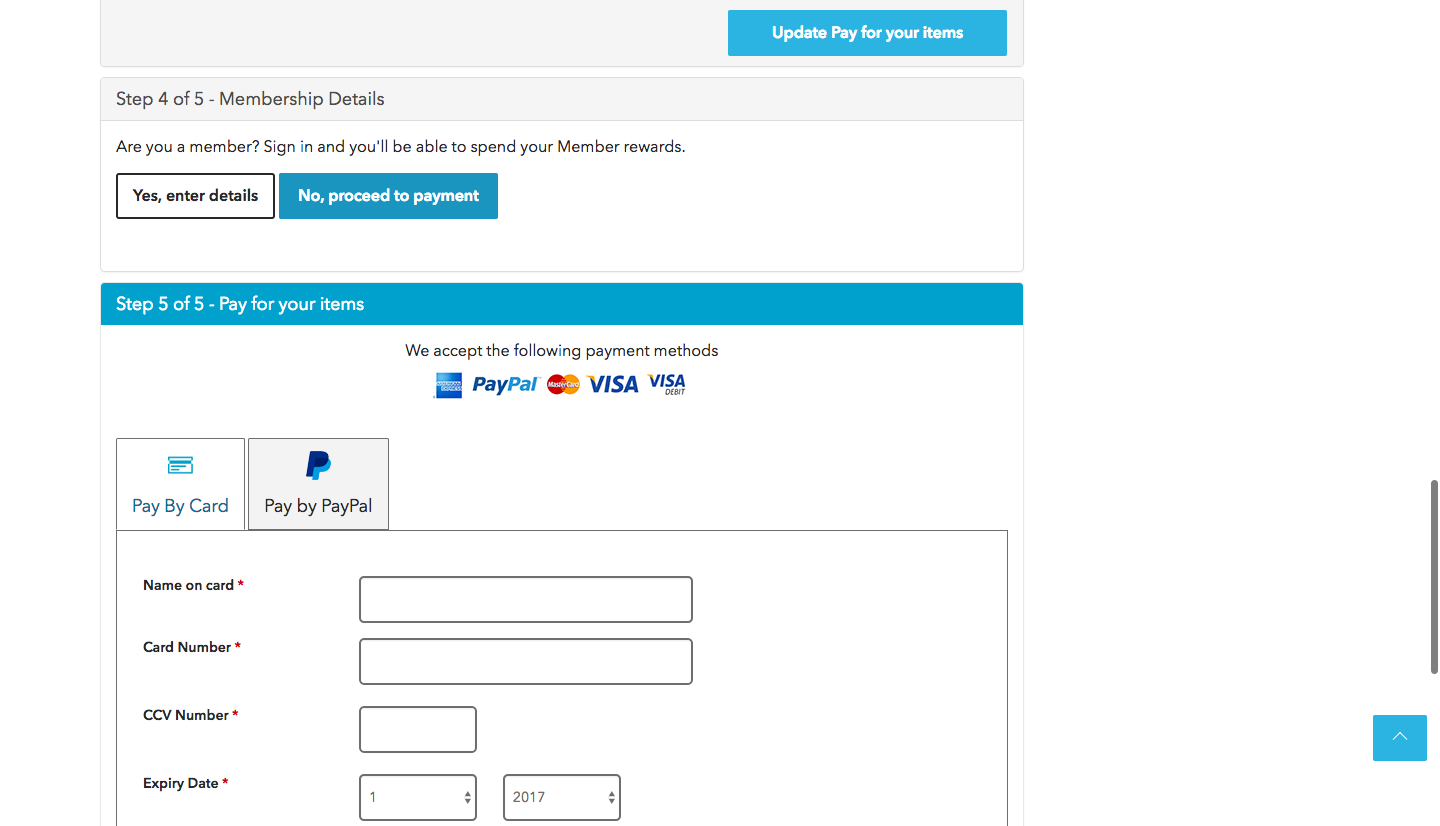 Update Pay for your items
Step 4 of 5 - Membership Details
Are you a member? Sign in and you'll be able to spend your Member rewards.
Yes, enter details
No, proceed to payment
Step 5 of 5 - Pay for your items
We accept the following payment methods
AMERICAN EXPRESS PayPal MasterCard VISA VISA DEBIT
Pay By Card
Pay by PayPal
Name on card *
Card Number *
CCV Number *
Expiry Date * 1 2017